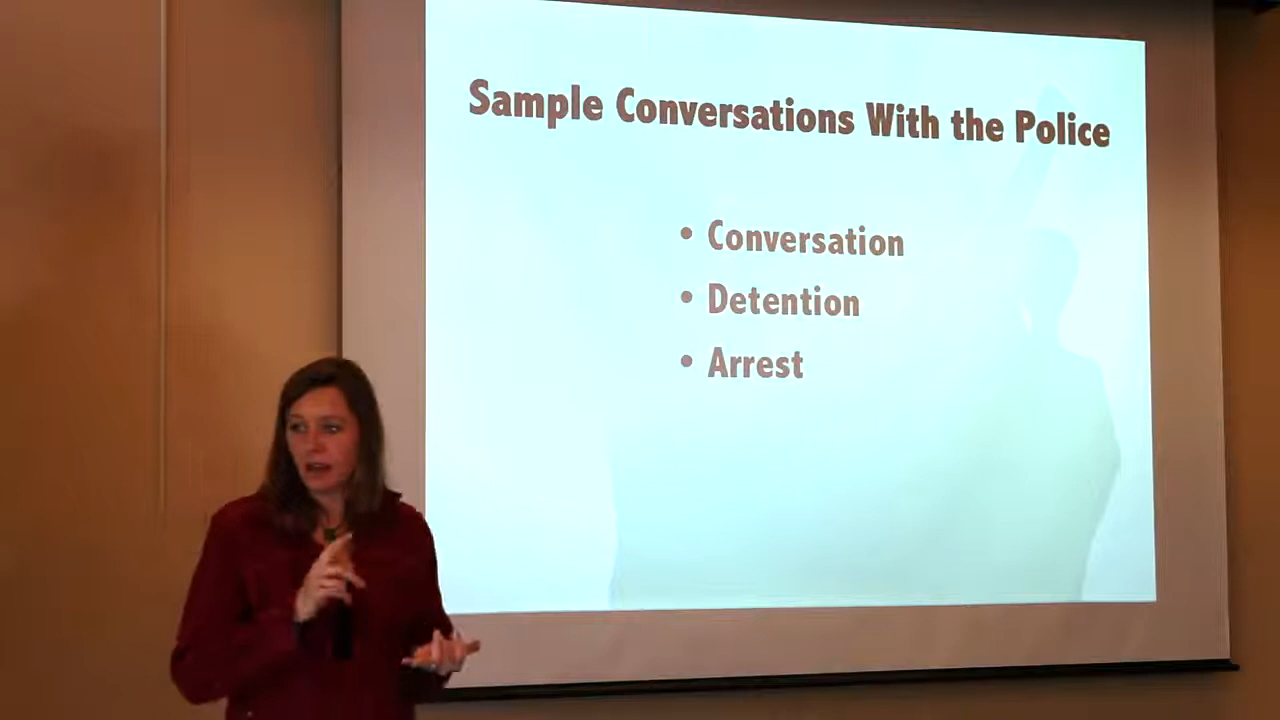 Sample Conversations With the Police
• Conversation
• Detention
• Arrest